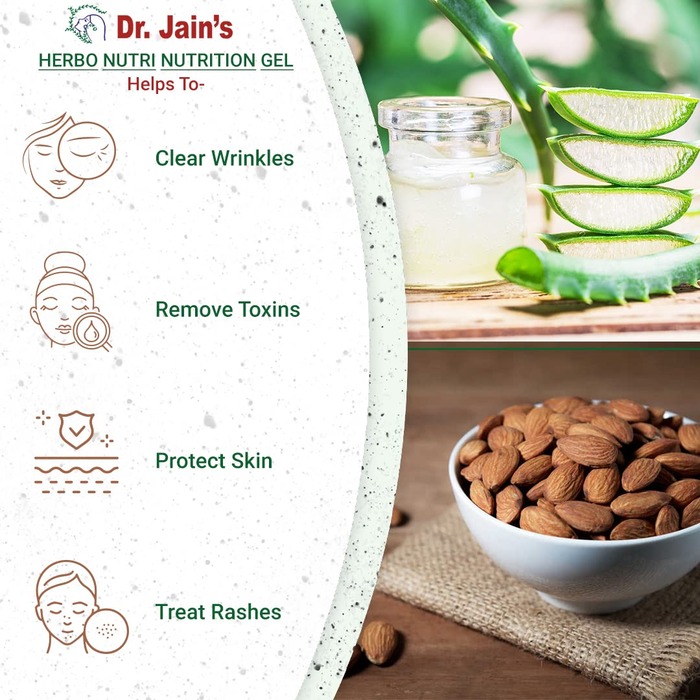 Dr. Jain's
HERBO NUTRI NUTRITION GEL
Helps To-
Clear Wrinkles
Remove Toxins
Protect Skin
Treat Rashes